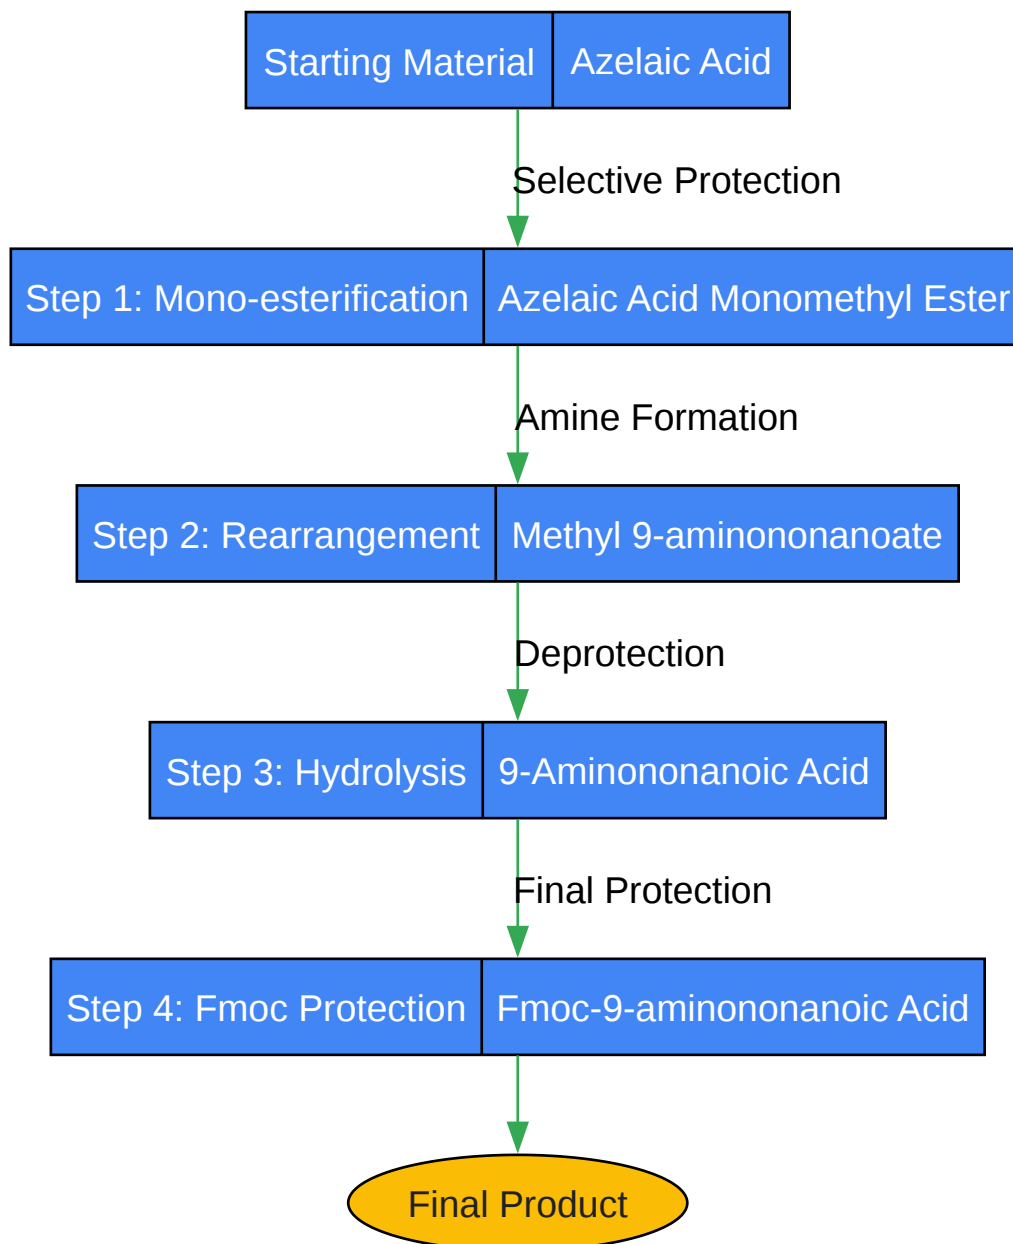 Starting Material Azelaic Acid
Selective Protection
Step 1: Mono-esterification Azelaic Acid Monomethyl Ester
Amine Formation
Step 2: Rearrangement Methyl 9-aminononanoate
Deprotection
Step 3: Hydrolysis 9-Aminononanoic Acid
Final Protection
Step 4: Fmoc Protection Fmoc-9-aminononanoic Acid
Final Product